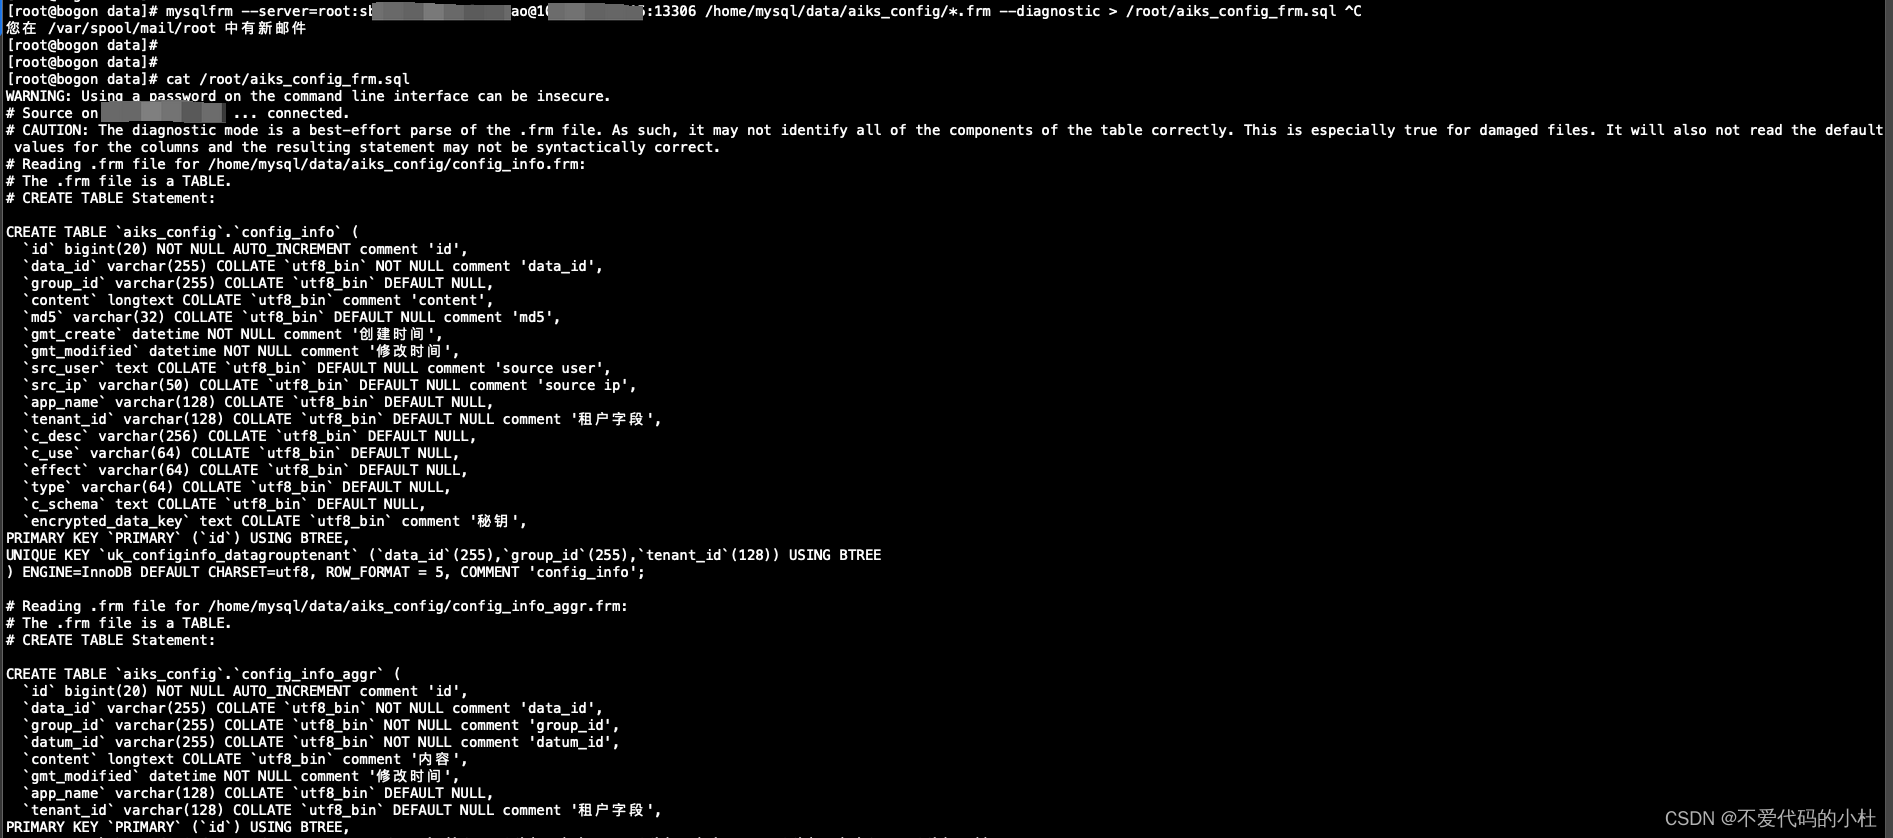 [root@bogon data]# mysqlfrm --server=root:sb ao@10 :13306 /home/mysql/data/aiks_config/*.frm --diagnostic > /root/aiks_config_frm.sql ^C
您在 /var/spool/mail/root 中有新邮件
[root@bogon data]#
[root@bogon data]#
[root@bogon data]# cat /root/aiks_config_frm.sql
WARNING: Using a password on the command line interface can be insecure.
# Source on ... connected.
# CAUTION: The diagnostic mode is a best-effort parse of the .frm file. As such, it may not identify all of the components of the table correctly. This is especially true for damaged files. It will also not read the default
values for the columns and the resulting statement may not be syntactically correct.
# Reading .frm file for /home/mysql/data/aiks_config/config_info.frm:
# The .frm file is a TABLE.
# CREATE TABLE Statement:
CREATE TABLE `aiks_config`.`config_info` (
`id` bigint(20) NOT NULL AUTO_INCREMENT comment 'id',
`data_id` varchar(255) COLLATE `utf8_bin` NOT NULL comment 'data_id',
`group_id` varchar(255) COLLATE `utf8_bin` DEFAULT NULL,
`content` longtext COLLATE `utf8_bin` comment 'content',
`md5` varchar(32) COLLATE `utf8_bin` DEFAULT NULL comment 'md5',
`gmt_create` datetime NOT NULL comment '创建时间',
`gmt_modified` datetime NOT NULL comment '修改时间',
`src_user` text COLLATE `utf8_bin` DEFAULT NULL comment 'source user',
`src_ip` varchar(50) COLLATE `utf8_bin` DEFAULT NULL comment 'source ip',
`app_name` varchar(128) COLLATE `utf8_bin` DEFAULT NULL,
`tenant_id` varchar(128) COLLATE `utf8_bin` DEFAULT NULL comment '租户字段',
`c_desc` varchar(256) COLLATE `utf8_bin` DEFAULT NULL,
`c_use` varchar(64) COLLATE `utf8_bin` DEFAULT NULL,
`effect` varchar(64) COLLATE `utf8_bin` DEFAULT NULL,
`type` varchar(64) COLLATE `utf8_bin` DEFAULT NULL,
`c_schema` text COLLATE `utf8_bin` DEFAULT NULL,
`encrypted_data_key` text COLLATE `utf8_bin` comment '秘钥',
PRIMARY KEY `PRIMARY` (`id`) USING BTREE,
UNIQUE KEY `uk_configinfo_datagrouptenant` (`data_id`(255),`group_id`(255),`tenant_id`(128)) USING BTREE
) ENGINE=InnoDB DEFAULT CHARSET=utf8, ROW_FORMAT = 5, COMMENT 'config_info';
# Reading .frm file for /home/mysql/data/aiks_config/config_info_aggr.frm:
# The .frm file is a TABLE.
# CREATE TABLE Statement:
CREATE TABLE `aiks_config`.`config_info_aggr` (
`id` bigint(20) NOT NULL AUTO_INCREMENT comment 'id',
`data_id` varchar(255) COLLATE `utf8_bin` NOT NULL comment 'data_id',
`group_id` varchar(255) COLLATE `utf8_bin` NOT NULL comment 'group_id',
`datum_id` varchar(255) COLLATE `utf8_bin` NOT NULL comment 'datum_id',
`content` longtext COLLATE `utf8_bin` comment '内容',
`gmt_modified` datetime NOT NULL comment '修改时间',
`app_name` varchar(128) COLLATE `utf8_bin` DEFAULT NULL,
`tenant_id` varchar(128) COLLATE `utf8_bin` DEFAULT NULL comment '租户字段',
PRIMARY KEY `PRIMARY` (`id`) USING BTREE,
CSDN @不爱代码的小杜